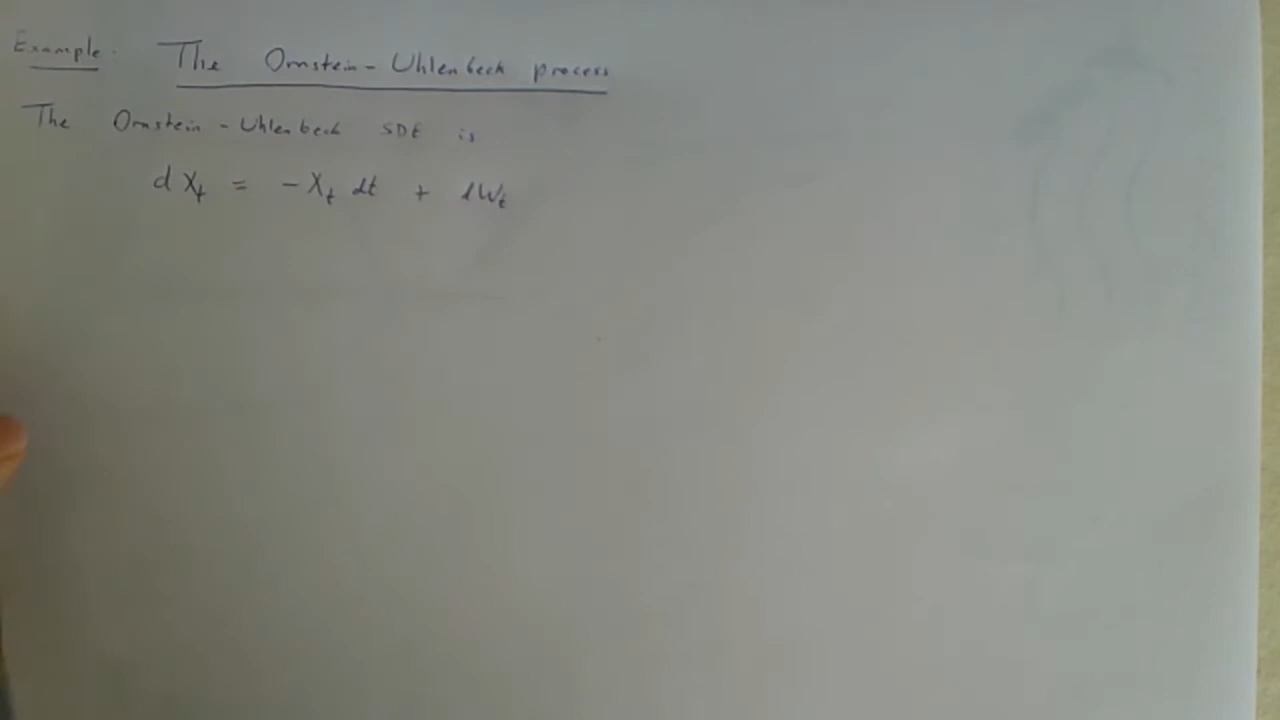 Example. The Ornstein-Uhlenbeck process
The Ornstein-Uhlenbeck SDE is
dX_t = -X_t dt + dW_t